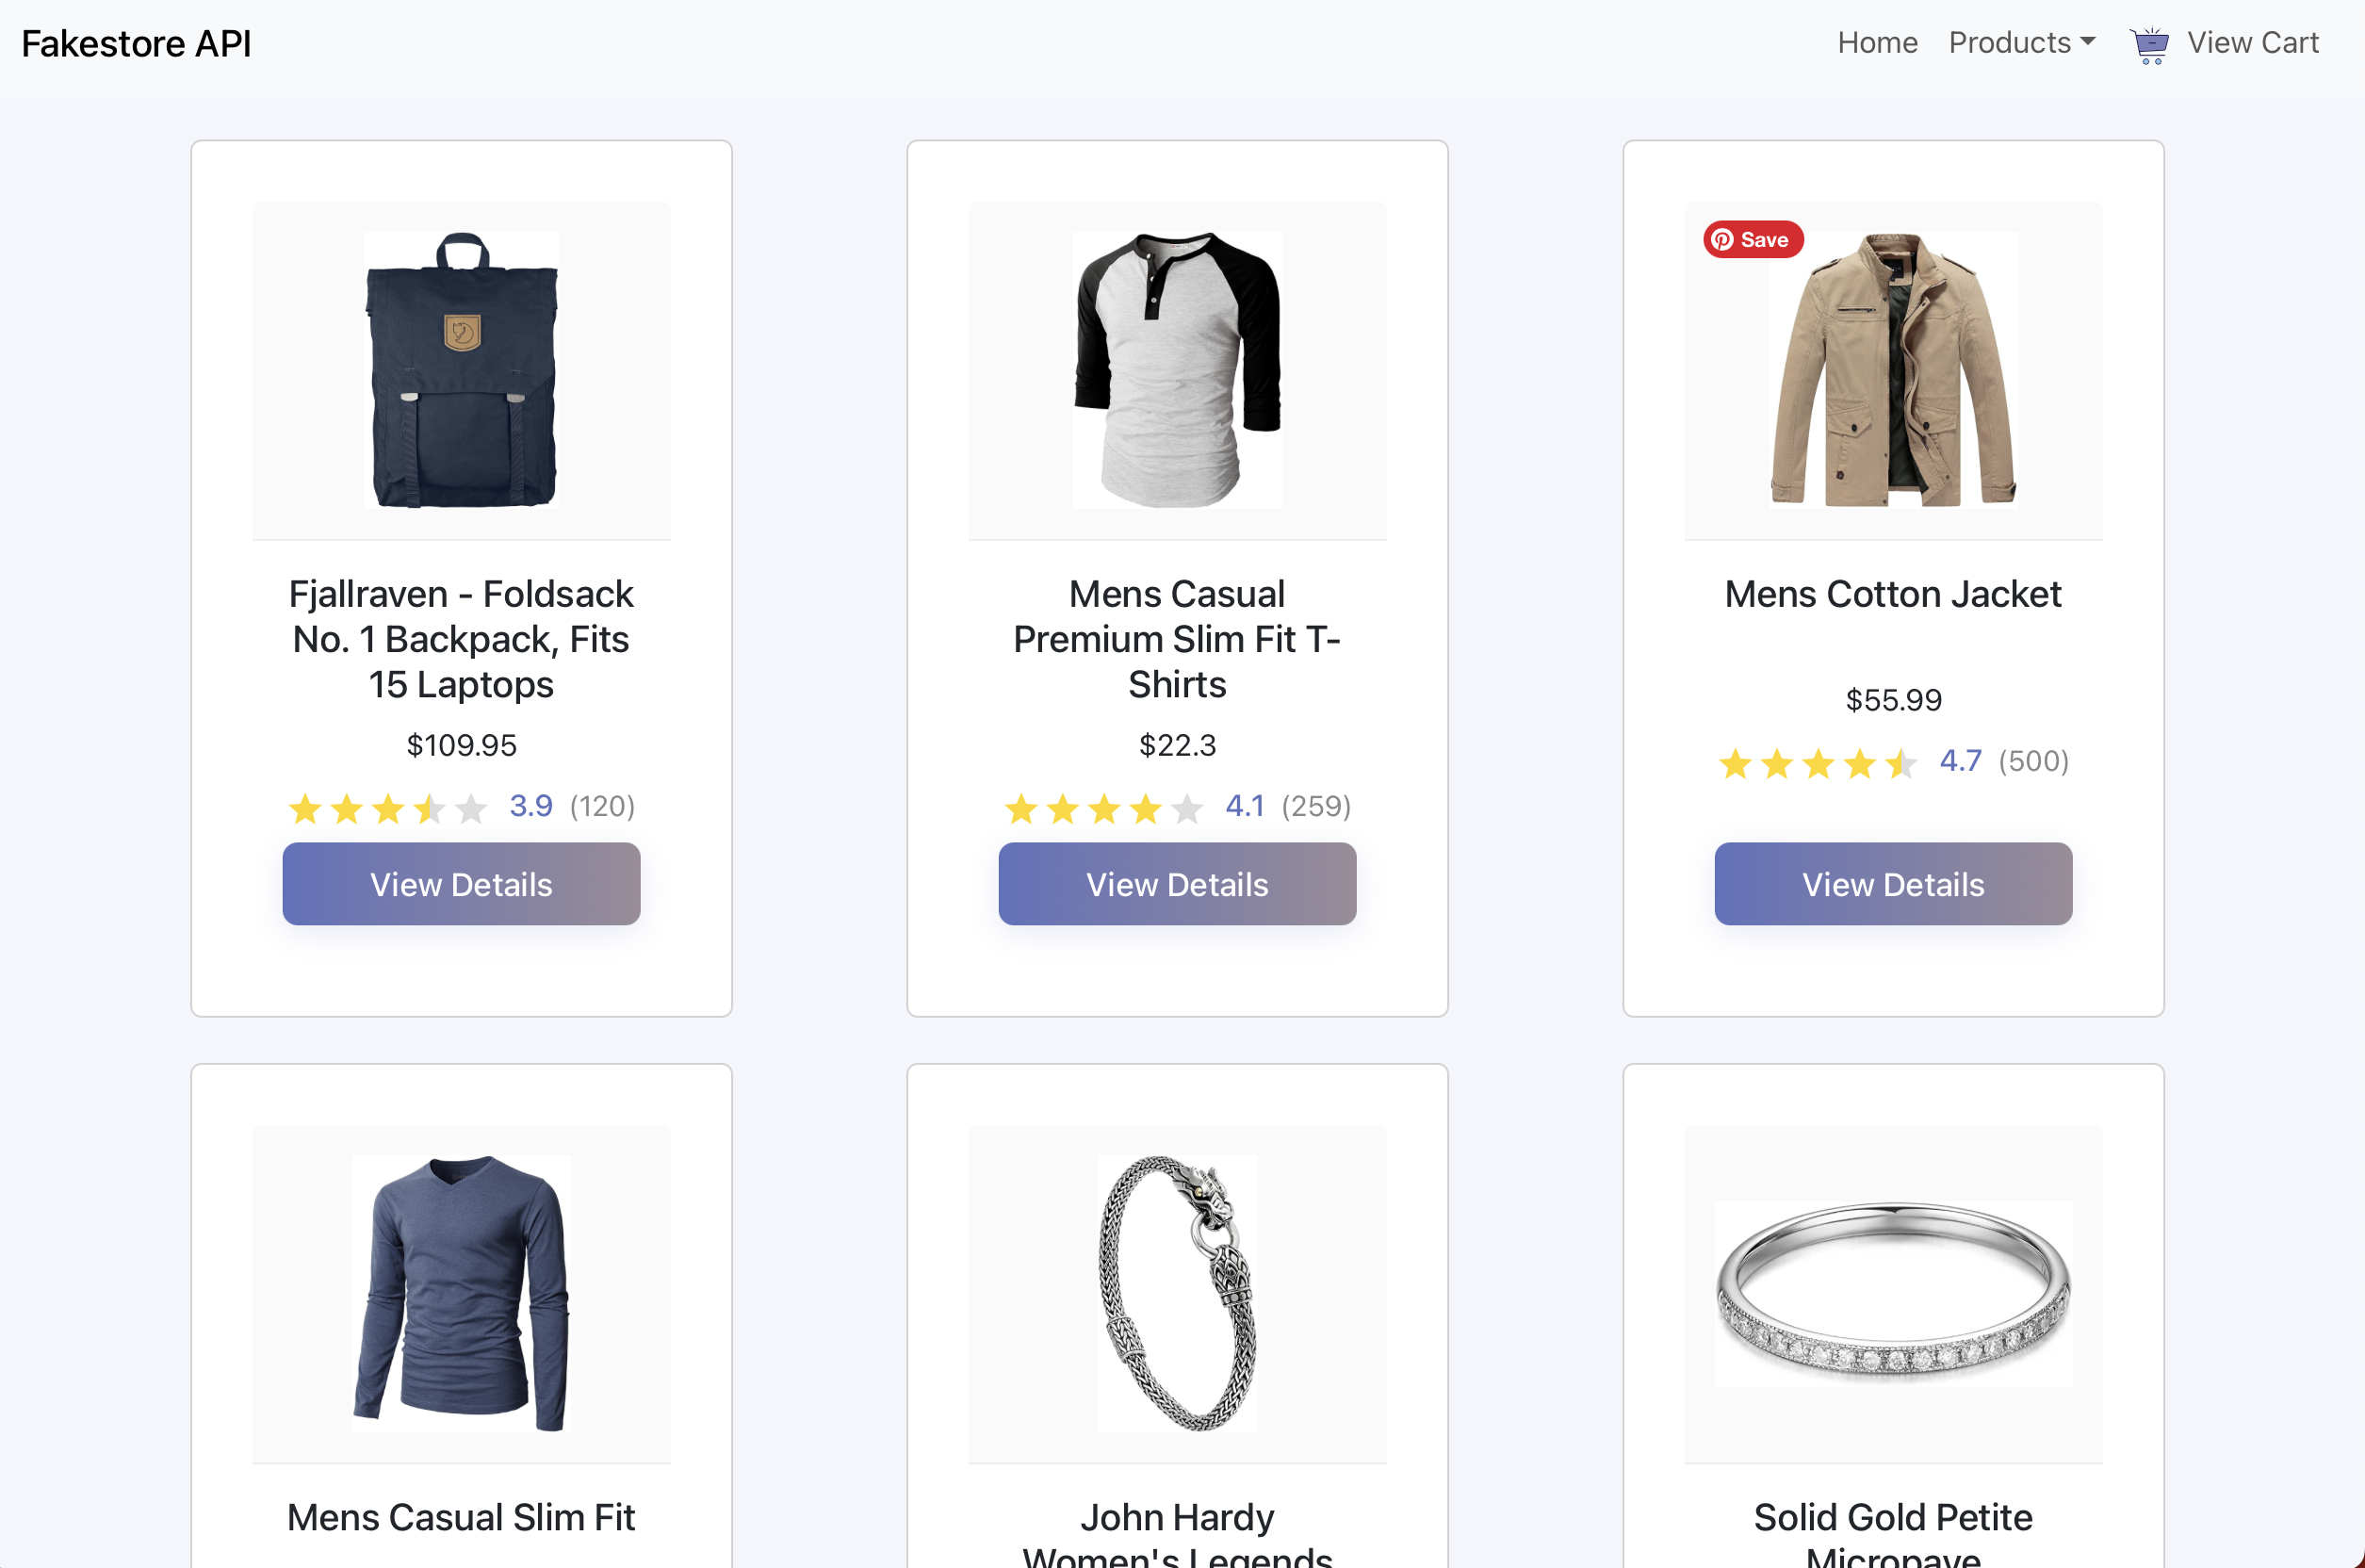 Fakestore API
Home
Products
View Cart
Fjallraven - Foldsack
No. 1 Backpack, Fits
15 Laptops
$109.95
3.9 (120)
View Details
Mens Casual
Premium Slim Fit T-
Shirts
$22.3
4.1 (259)
View Details
Save
Mens Cotton Jacket
$55.99
4.7 (500)
View Details
Mens Casual Slim Fit
John Hardy
Women's Legends
Solid Gold Petite
Micropave